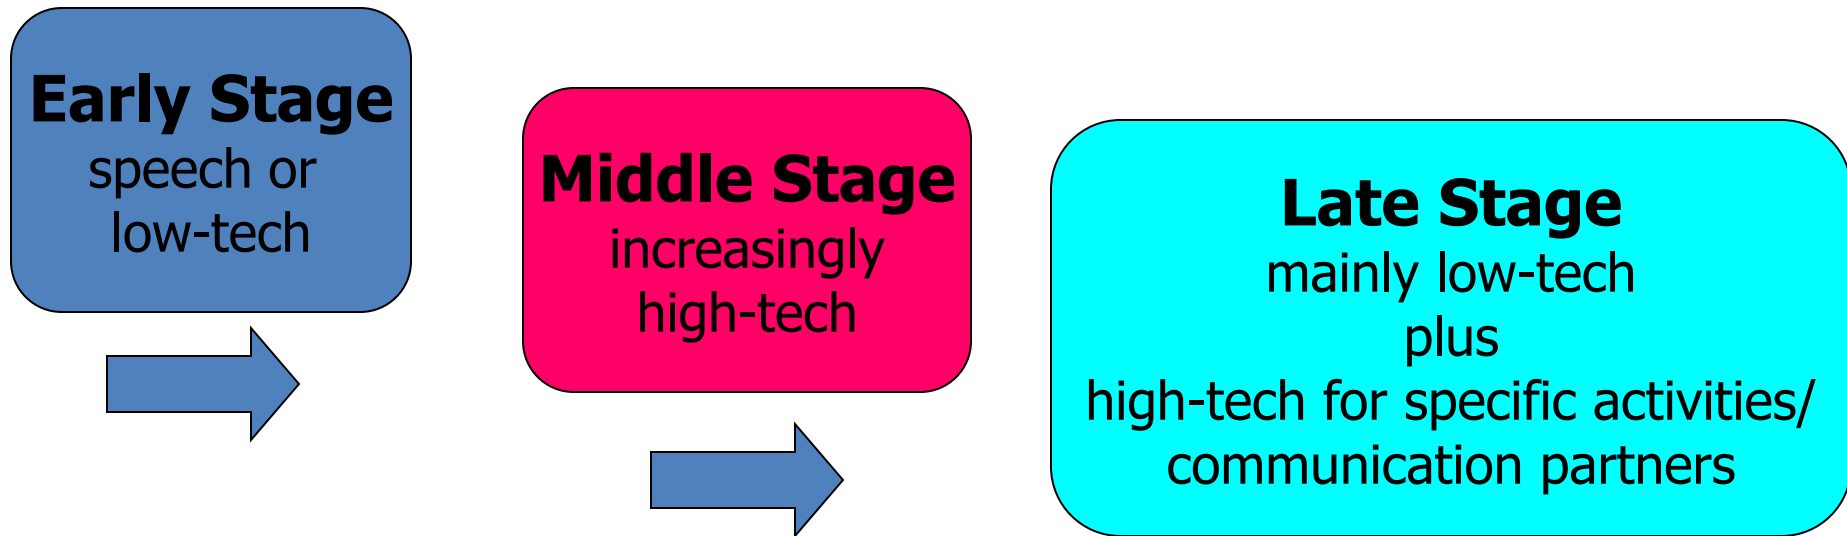 Early Stage
speech or
low-tech
Middle Stage
increasingly
high-tech
Late Stage
mainly low-tech
plus
high-tech for specific activities/
communication partners